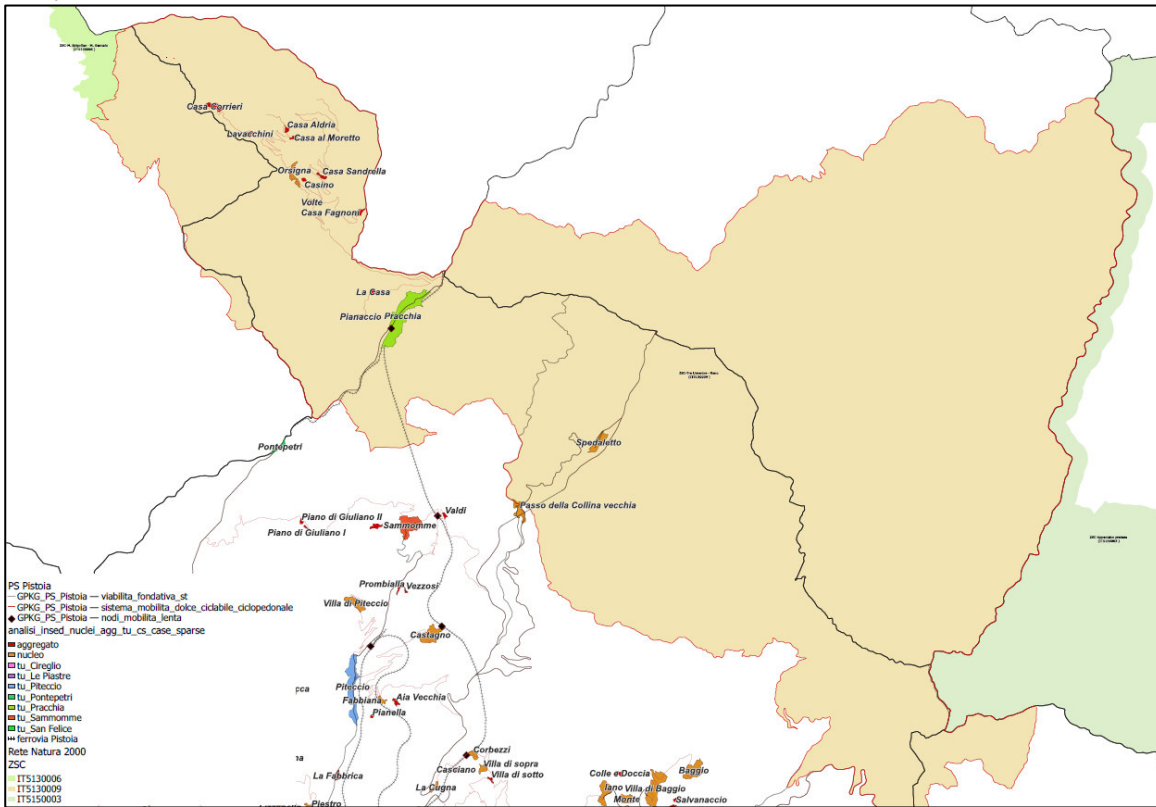 Casa Corrieri
Lavacchini
Casa Aldria
Casa al Moretto
Orsigna
Casa Sandrella
Casino
Volte
Casa Fagnoni
La Casa
Pianaccio
Pracchia
Pontepetri
Spedaletto
Passo della Collina vecchia
Piano di Giuliano II
Piano di Giuliano I
Sammomme
Valdi
Prombialla
Vezzosi
Villa di Piteccio
Castagno
PS Pistoia
GPKG_PS_Pistoia — viabilita_fondativa_st
GPKG_PS_Pistoia — sistema_mobilita_dolce_ciclabile_ciclopedonale
GPKG_PS_Pistoia — nodi_mobilita_lenta
analisi_insed_nuclei_agg_tu_cs_case_sparse
aggregato
nucleo
tu_Cireglio
tu_Le Piastre
tu_Piteccio
tu_Pontepetri
tu_Pracchia
tu_Sammomme
tu_San Felice
ferrovia Pistoia
Rete Natura 2000
ZSC
IT5130006
IT5130009
IT5150003
Piteccio
Fabbiana
Aia Vecchia
Pianella
Corbezzi
Casciano
Villa di sopra
Villa di sotto
La Fabbrica
La Cugna
Piestro
Colle e Doccia
Iano
Villa di Baggio
Baggio
Monte
Salvanaccio